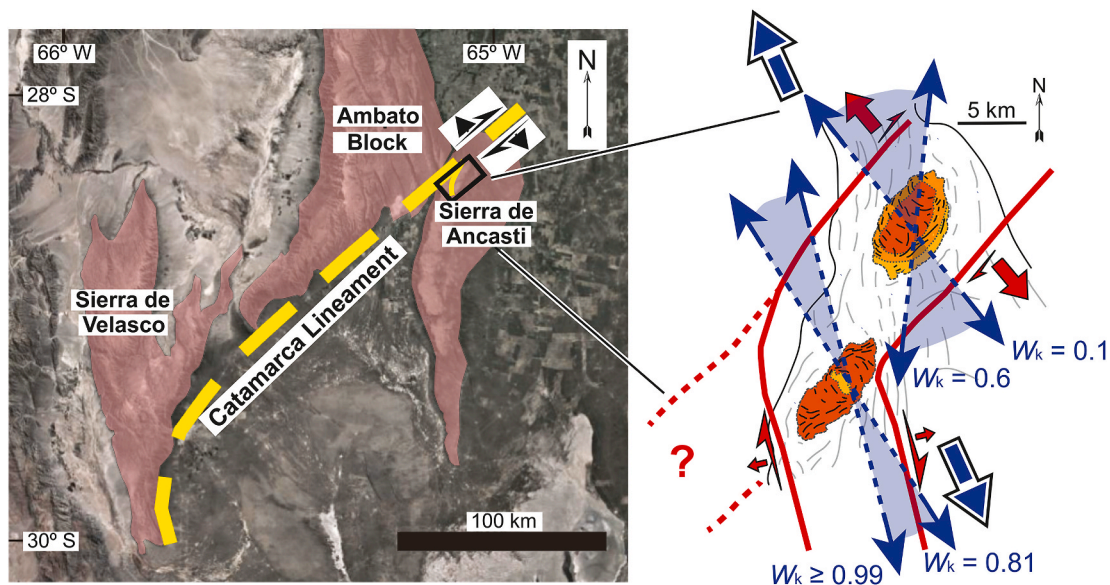 66º W
65º W
28° S
N
Ambato
Block
Sierra de
Ancasti
Sierra de
Velasco
Catamarca Lineament
100 km
30º S
N
5 km
Wk = 0.1
Wk = 0.6
?
Wk = 0.81
Wk ≥ 0.99